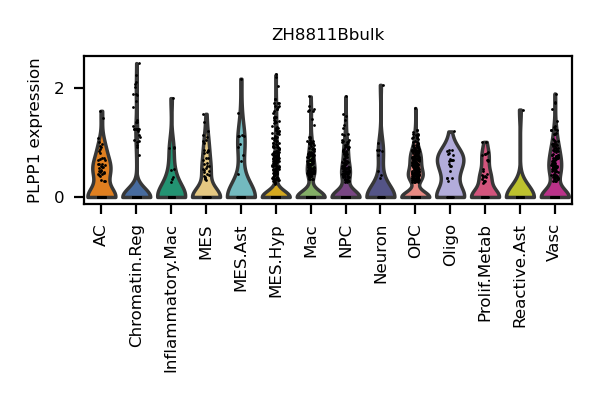 ZH8811Bbulk
PLPP1 expression
2
0
AC
Chromatin.Reg
Inflammatory.Mac
MES
MES.Ast
MES.Hyp
Mac
NPC
Neuron
OPC
Oligo
Prolif.Metab
Reactive.Ast
Vasc